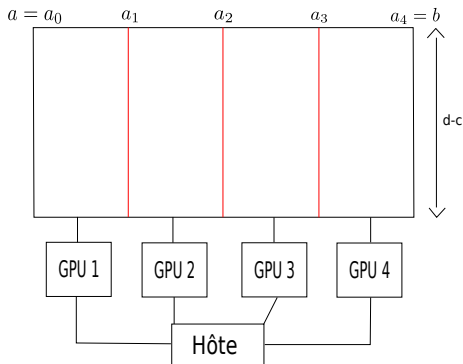 a = a₀ a₁ a₂ a₃ a₄ = b
d-c
GPU 1 GPU 2 GPU 3 GPU 4
Hôte